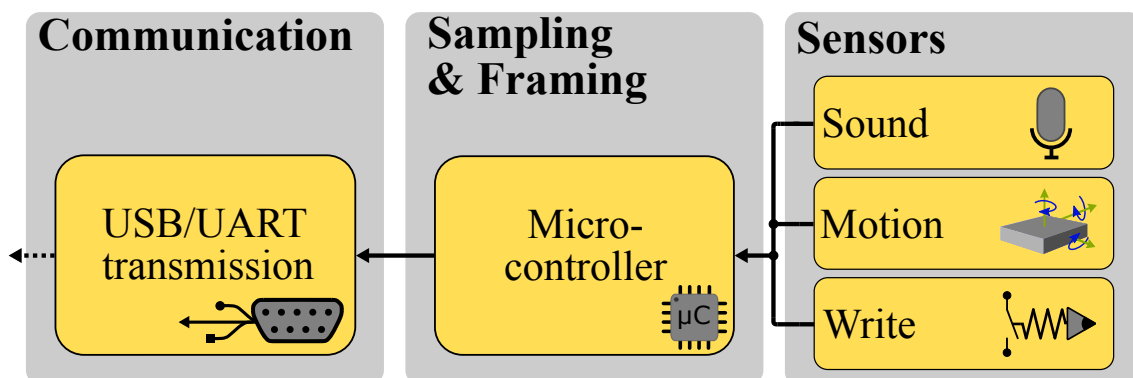 Communication
USB/UART
transmission
Sampling
& Framing
Micro-
controller
µC
Sensors
Sound
Motion
Write